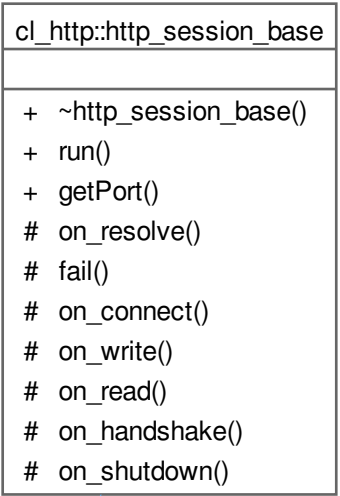 cl_http::http_session_base
+ ~http_session_base()
+ run()
+ getPort()
# on_resolve()
# fail()
# on_connect()
# on_write()
# on_read()
# on_handshake()
# on_shutdown()